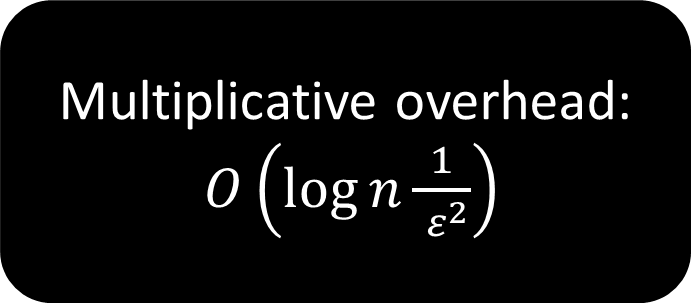 Multiplicative overhead:
𝑂 (log 𝑛 1/𝜀²)